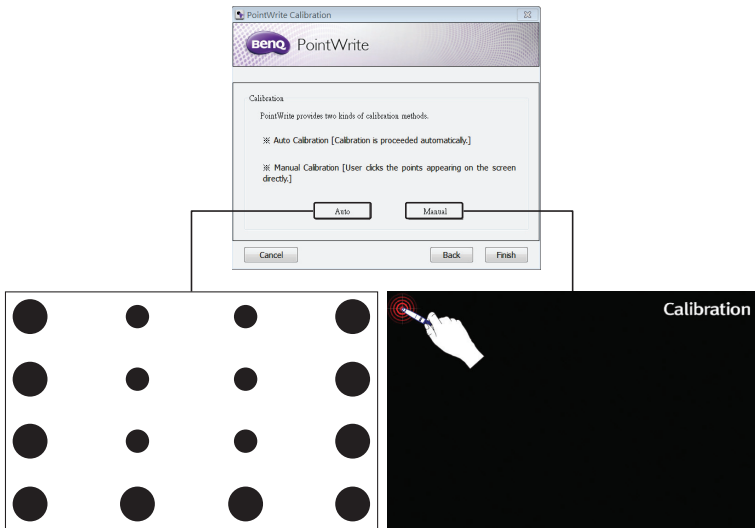 PointWrite Calibration
BenQ PointWrite
Calibration
PointWrite provides two kinds of calibration methods.
※ Auto Calibration [Calibration is proceeded automatically.]
※ Manual Calibration [User clicks the points appearing on the screen
directly.]
Auto Manual
Cancel Back Finish
Calibration